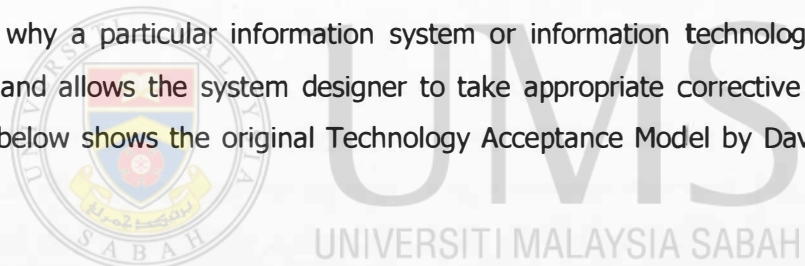 why a particular information system or information technolog
and allows the system designer to take appropriate corrective
below shows the original Technology Acceptance Model by Dav
UMS
UNIVERSITI MALAYSIA SABAH
SABAH